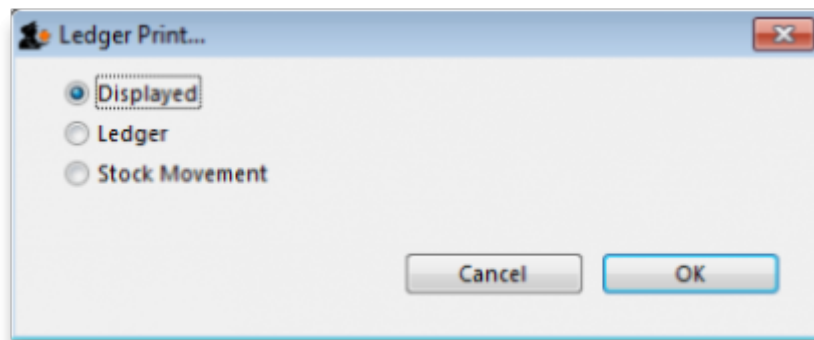 Ledger Print...
Displayed
Ledger
Stock Movement
Cancel OK